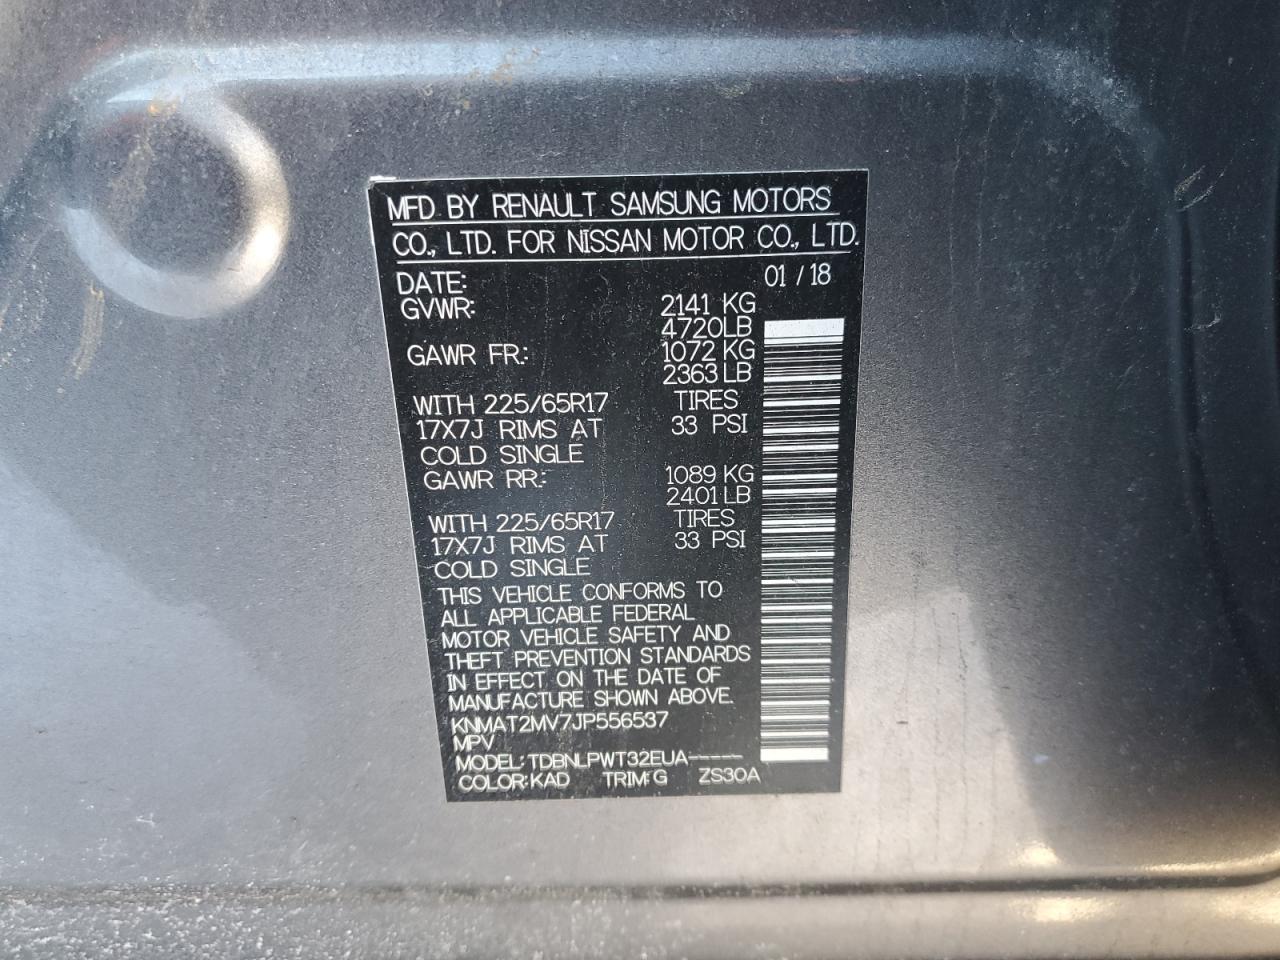 MFD BY RENAULT SAMSUNG MOTORS
CO., LTD. FOR NISSAN MOTOR CO., LTD.
DATE: 01 / 18
GVWR: 2141 KG
4720LB
GAWR FR.: 1072 KG
2363 LB
WITH 225/65R17 TIRES
17X7J RIMS AT 33 PSI
COLD SINGLE
GAWR RR.: 1089 KG
2401 LB
WITH 225/65R17 TIRES
17X7J RIMS AT 33 PSI
COLD SINGLE
THIS VEHICLE CONFORMS TO
ALL APPLICABLE FEDERAL
MOTOR VEHICLE SAFETY AND
THEFT PREVENTION STANDARDS
IN EFFECT ON THE DATE OF
MANUFACTURE SHOWN ABOVE.
KNMAT2MV7JP556537
MPV
MODEL: TDBNLPWT32EUA-----
COLOR: KAD TRIM: G ZS30A